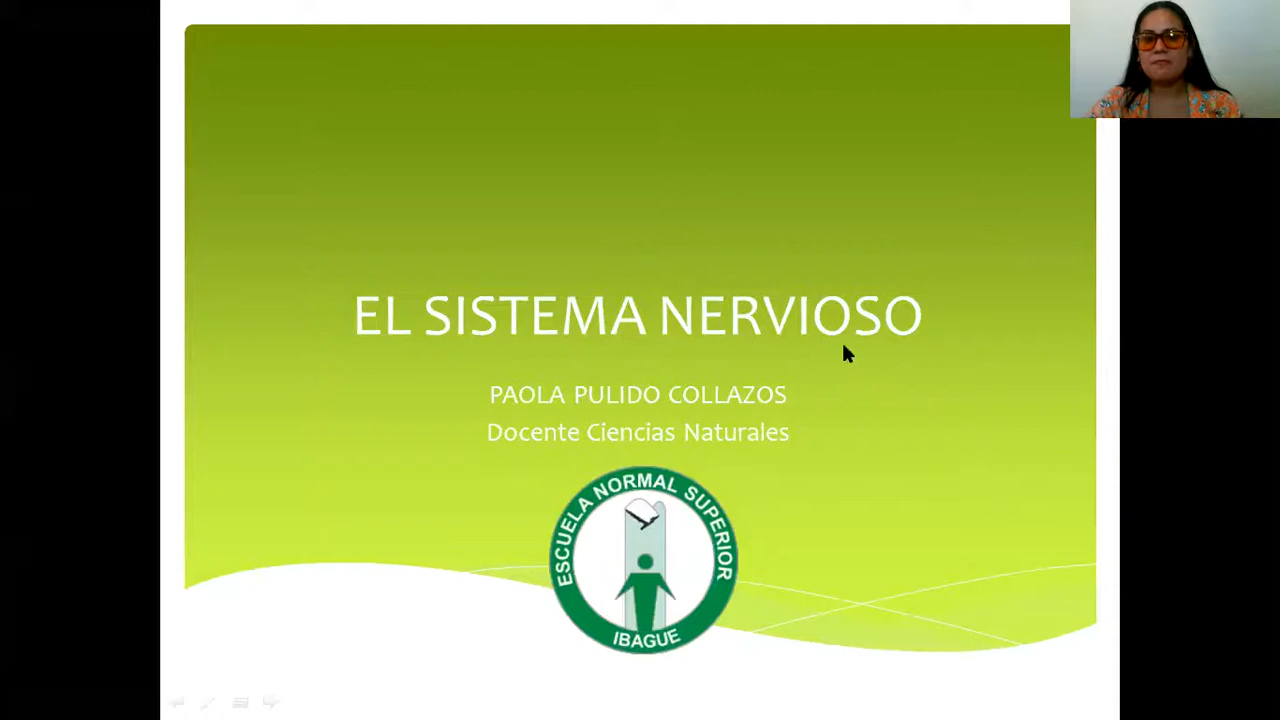 EL SISTEMA NERVIOSO
PAOLA PULIDO COLLAZOS
Docente Ciencias Naturales
ESCUELA NORMAL SUPERIOR
IBAGUE